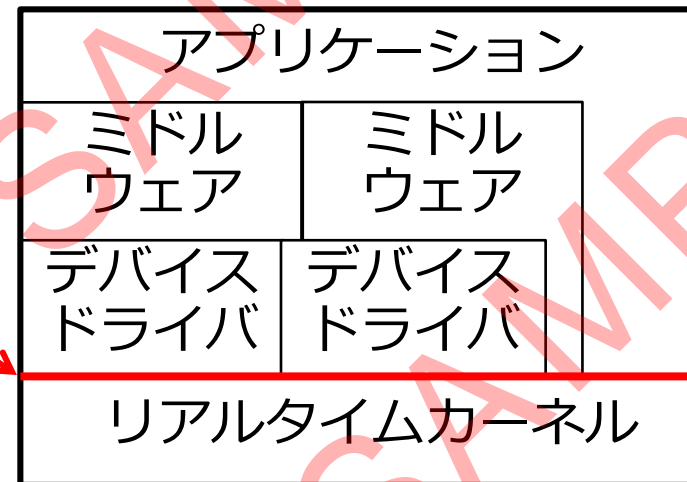 アプリケーション
ミドル ミドル
ウェア ウェア
デバイス デバイス
ドライバ ドライバ
リアルタイムカーネル
SAM
SAMP